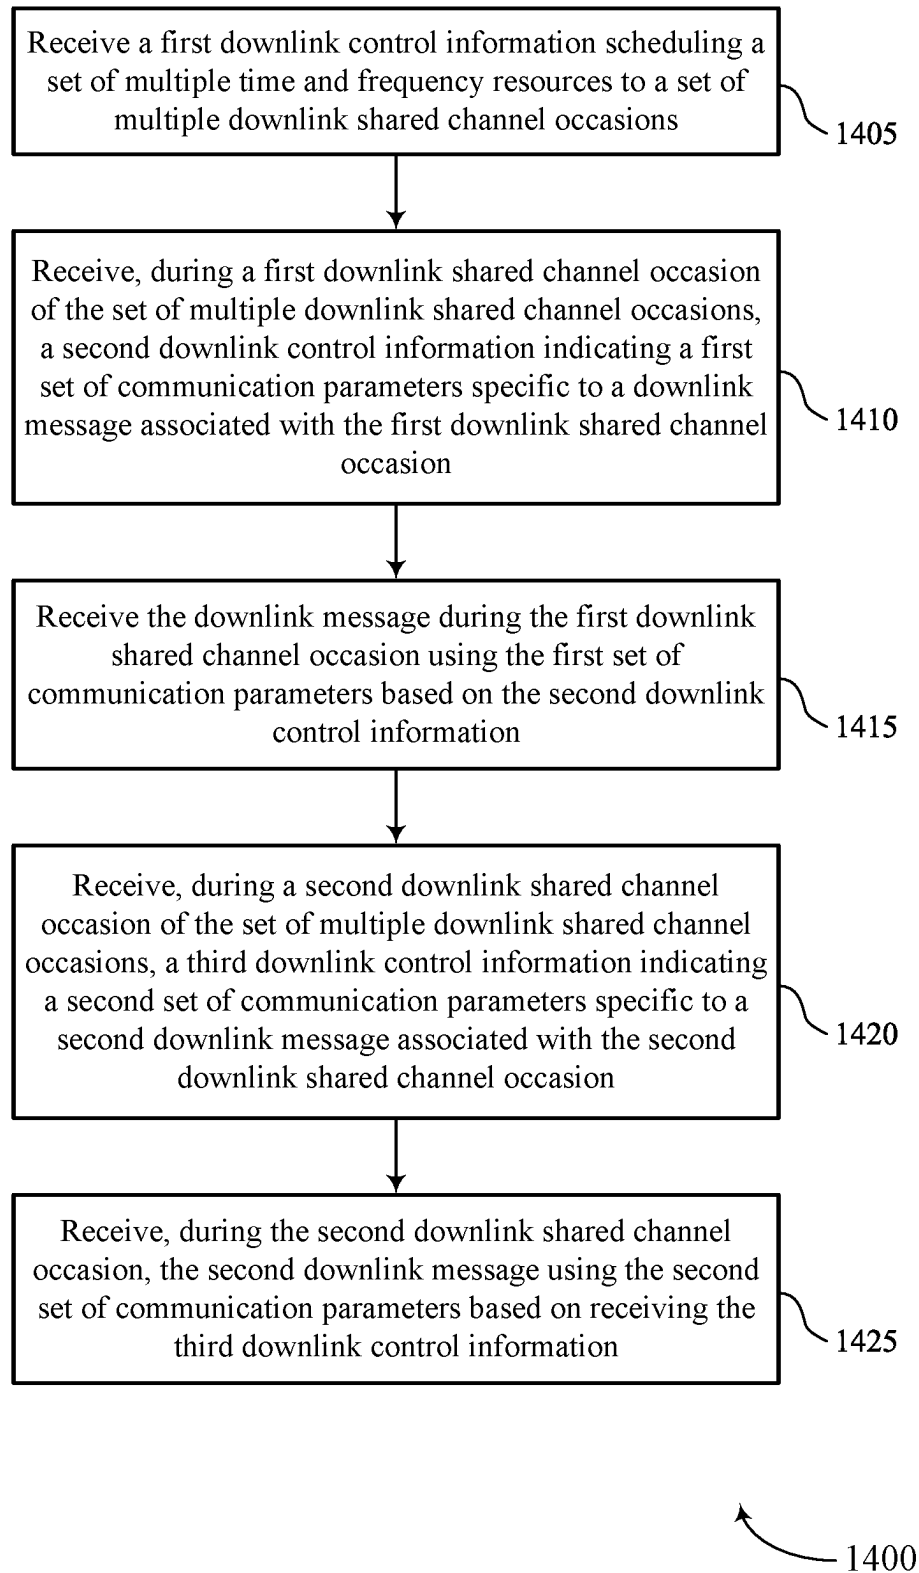 Receive a first downlink control information scheduling a
set of multiple time and frequency resources to a set of
multiple downlink shared channel occasions
1405
Receive, during a first downlink shared channel occasion
of the set of multiple downlink shared channel occasions,
a second downlink control information indicating a first
set of communication parameters specific to a downlink
message associated with the first downlink shared channel
occasion
1410
Receive the downlink message during the first downlink
shared channel occasion using the first set of
communication parameters based on the second downlink
control information
1415
Receive, during a second downlink shared channel
occasion of the set of multiple downlink shared channel
occasions, a third downlink control information indicating
a second set of communication parameters specific to a
second downlink message associated with the second
downlink shared channel occasion
1420
Receive, during the second downlink shared channel
occasion, the second downlink message using the second
set of communication parameters based on receiving the
third downlink control information
1425
1400